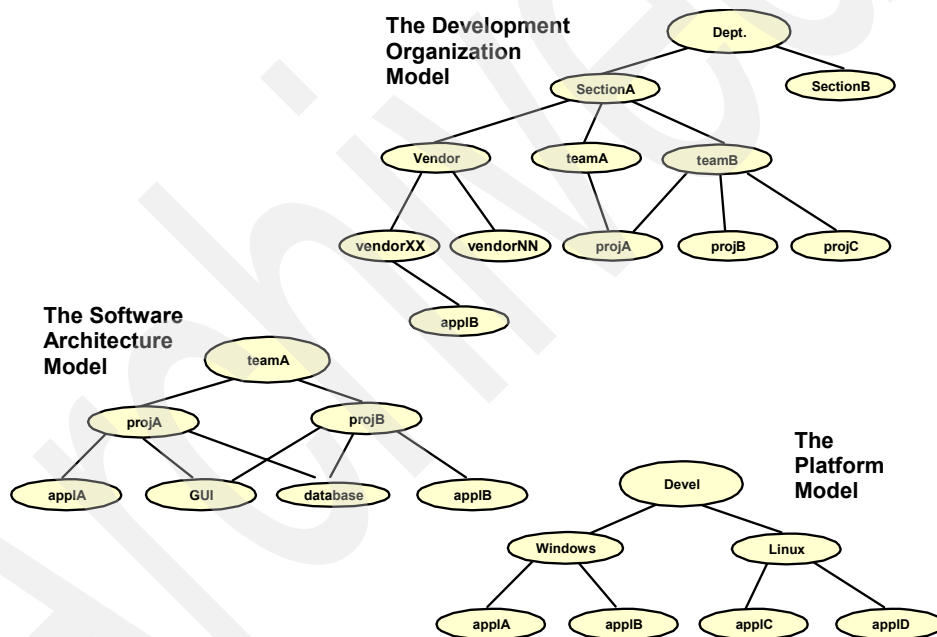 The Development
Organization
Model
Dept.
SectionA
SectionB
Vendor
teamA
teamB
vendorXX
vendorNN
projA
projB
projC
applB
The Software
Architecture
Model
teamA
projA
projB
applA
GUI
database
applB
The
Platform
Model
Devel
Windows
Linux
applA
applB
applC
applD